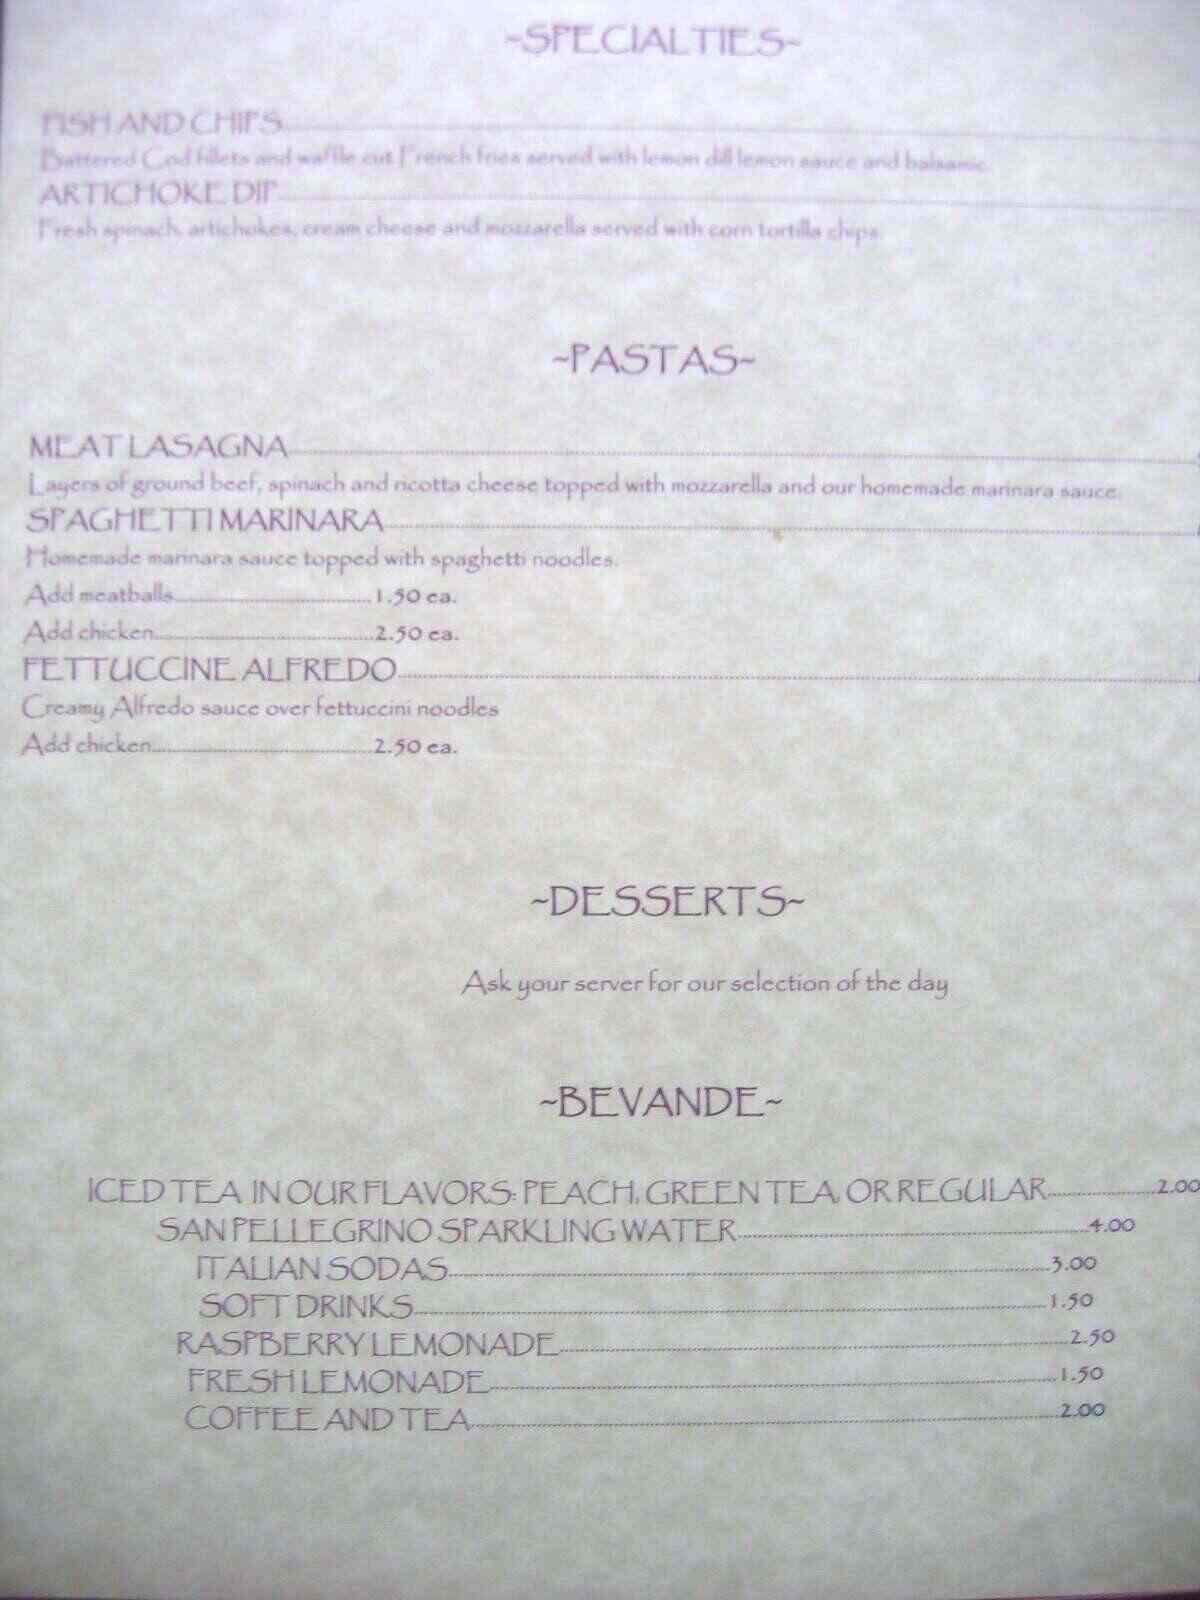 ~SPECIALTIES~
FISH AND CHIPS
Battered Cod fillets and waffle cut French fries served with lemon dill lemon sauce and balsamic
ARTICHOKE DIP
Fresh spinach, artichokes, cream cheese and mozzarella served with corn tortilla chips.
~PASTAS~
MEAT LASAGNA
Layers of ground beef, spinach and ricotta cheese topped with mozzarella and our homemade marinara sauce.
SPAGHETTI MARINARA
Homemade marinara sauce topped with spaghetti noodles.
Add meatballs 1.50 ea.
Add chicken 2.50 ea.
FETTUCCINE ALFREDO
Creamy Alfredo sauce over fettuccini noodles
Add chicken 2.50 ea.
~DESSERTS~
Ask your server for our selection of the day
~BEVANDE~
ICED TEA IN OUR FLAVORS: PEACH, GREEN TEA, OR REGULAR 2.00
SAN PELLEGRINO SPARKLING WATER 4.00
ITALIAN SODAS 3.00
SOFT DRINKS 1.50
RASPBERRY LEMONADE 2.50
FRESH LEMONADE 1.50
COFFEE AND TEA 2.00